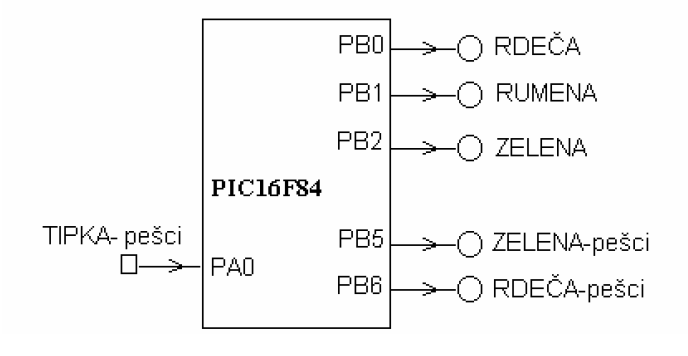 PB0 RDEČA
PB1 RUMENA
PB2 ZELENA
PIC16F84
TIPKA- pešci
PB5 ZELENA-pešci
PA0
PB6 RDEČA-pešci